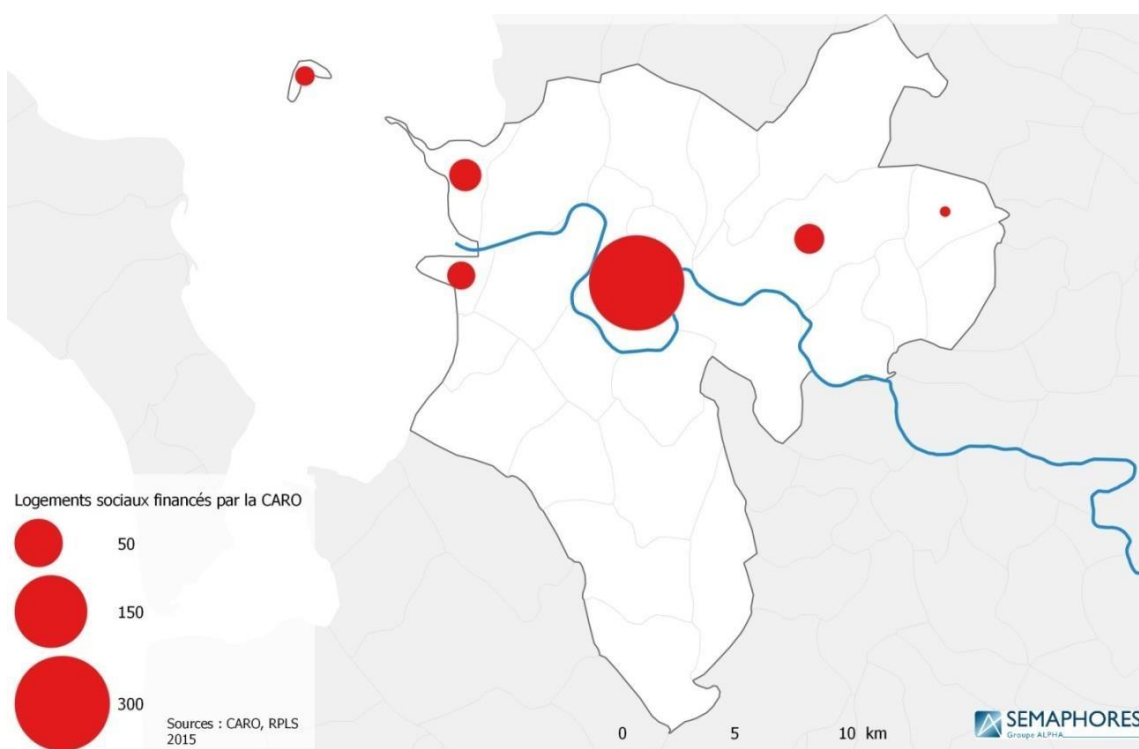 Logements sociaux financés par la CARO
50
150
300
Sources : CARO, RPLS
2015
0 5 10 km
SEMAPHORES
Groupe ALPHA